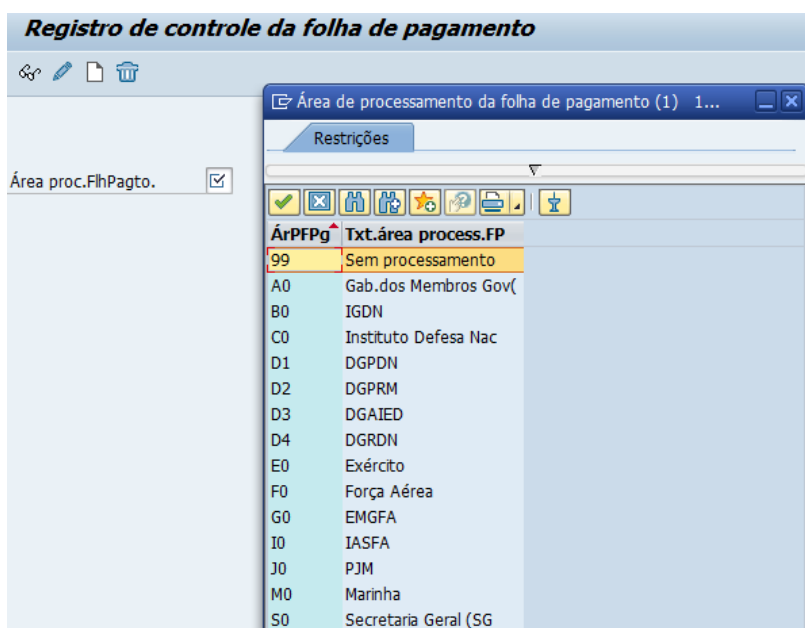 Registro de controle da folha de pagamento
Área de processamento da folha de pagamento (1) 1...
Restrições
Área proc.FlhPagto.
ÁrPFPg Txt.área process.FP
99 Sem processamento
A0 Gab.dos Membros Gov(
B0 IGDN
C0 Instituto Defesa Nac
D1 DGPDN
D2 DGPRM
D3 DGAIED
D4 DGRDN
E0 Exército
F0 Força Aérea
G0 EMGFA
I0 IASFA
J0 PJM
M0 Marinha
S0 Secretaria Geral (SG